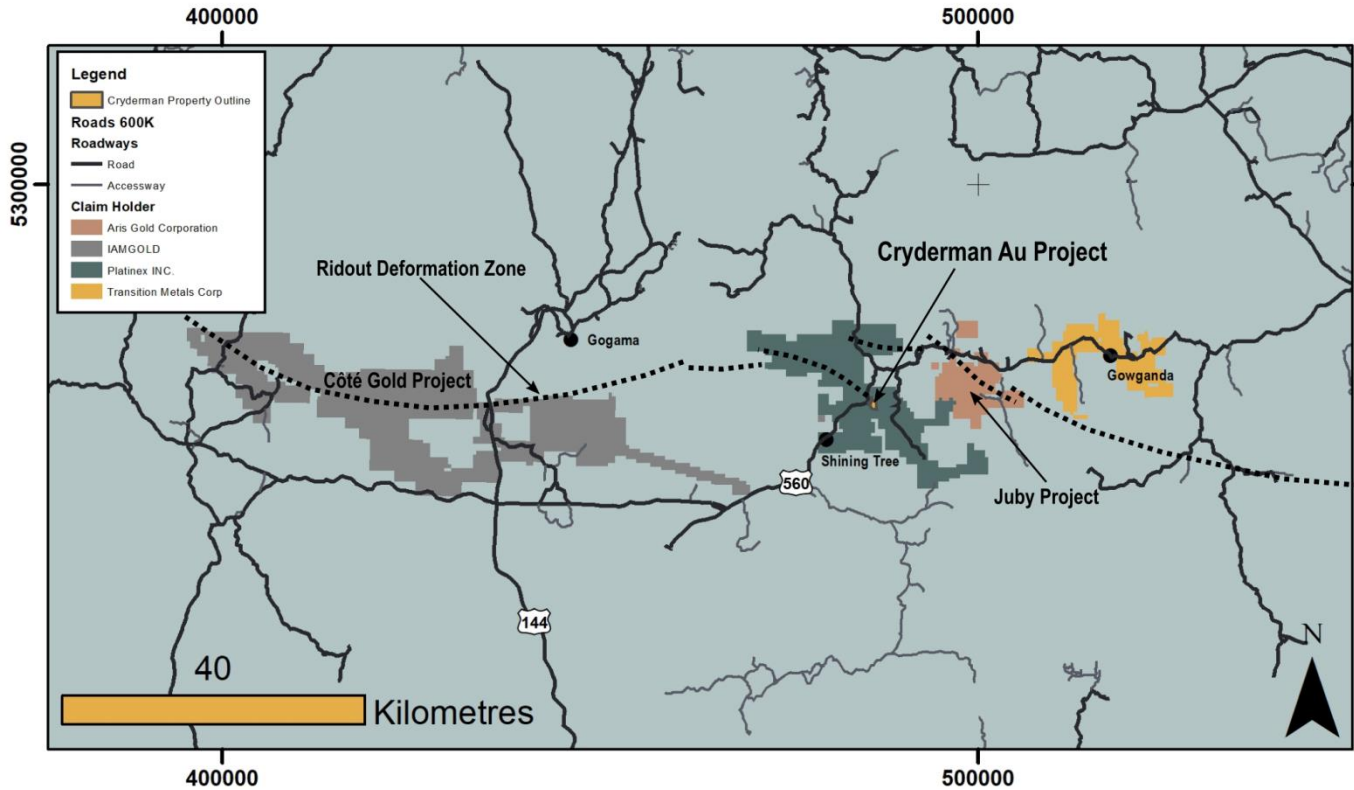 400000
500000
5300000
Legend
Cryderman Property Outline
Roads 600K
Roadways
Road
Accessway
Claim Holder
Aris Gold Corporation
IAMGOLD
Platinex INC.
Transition Metals Corp
Ridout Deformation Zone
Cryderman Au Project
Gogama
Gowganda
Côté Gold Project
Shining Tree
560
Juby Project
144
N
40
Kilometres
400000
500000